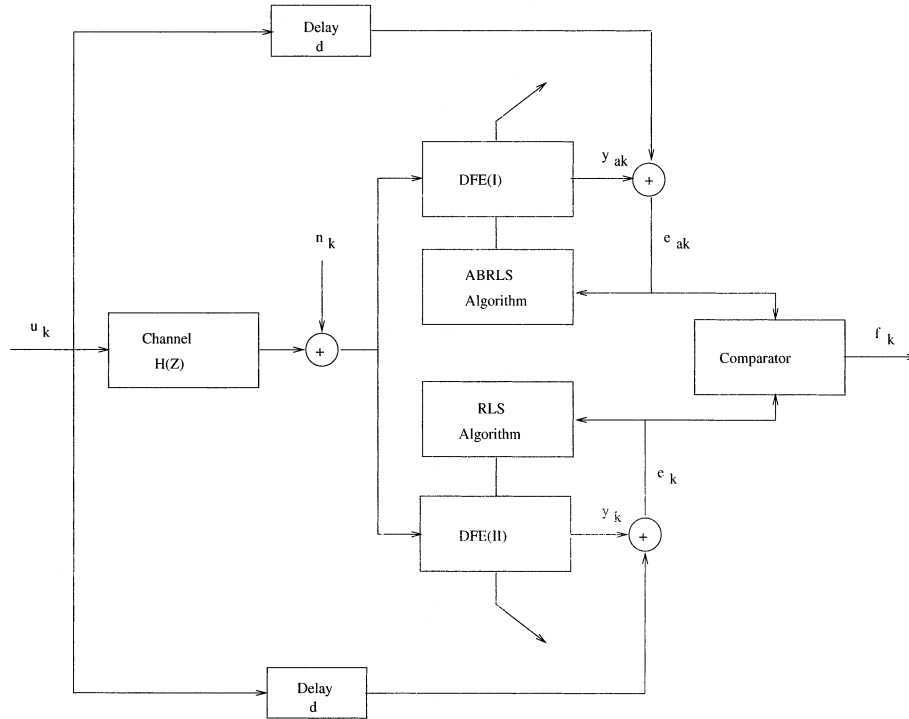 Delay
d
y ak
DFE(I)
+
n k
e ak
ABRLS
Algorithm
u k
Channel
H(Z)
+
Comparator
f k
RLS
Algorithm
e k
y k
DFE(II)
+
Delay
d